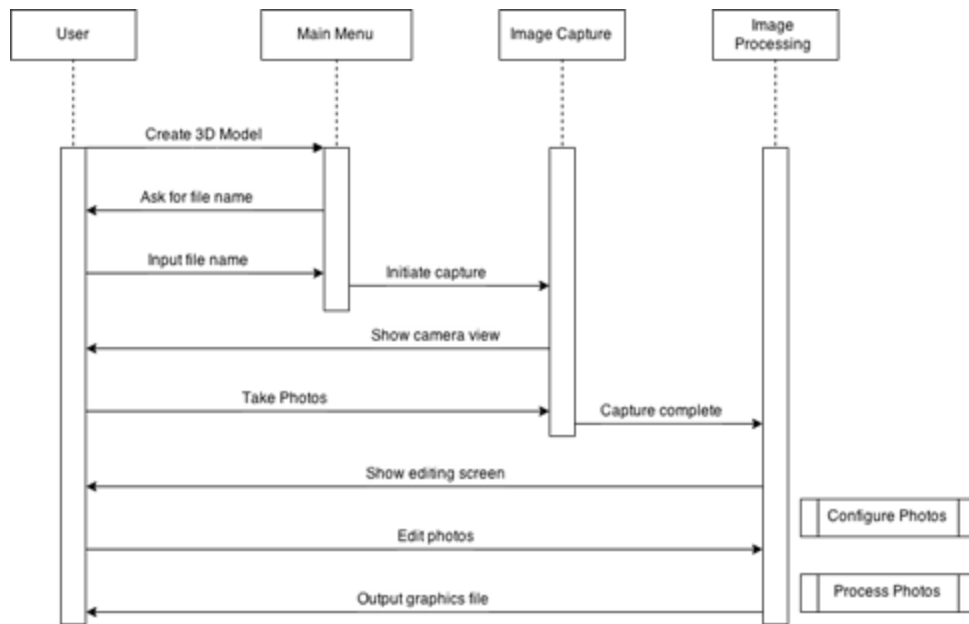 User
Main Menu
Image Capture
Image
Processing
Create 3D Model
Ask for file name
Input file name
Initiate capture
Show camera view
Take Photos
Capture complete
Show editing screen
Configure Photos
Edit photos
Process Photos
Output graphics file